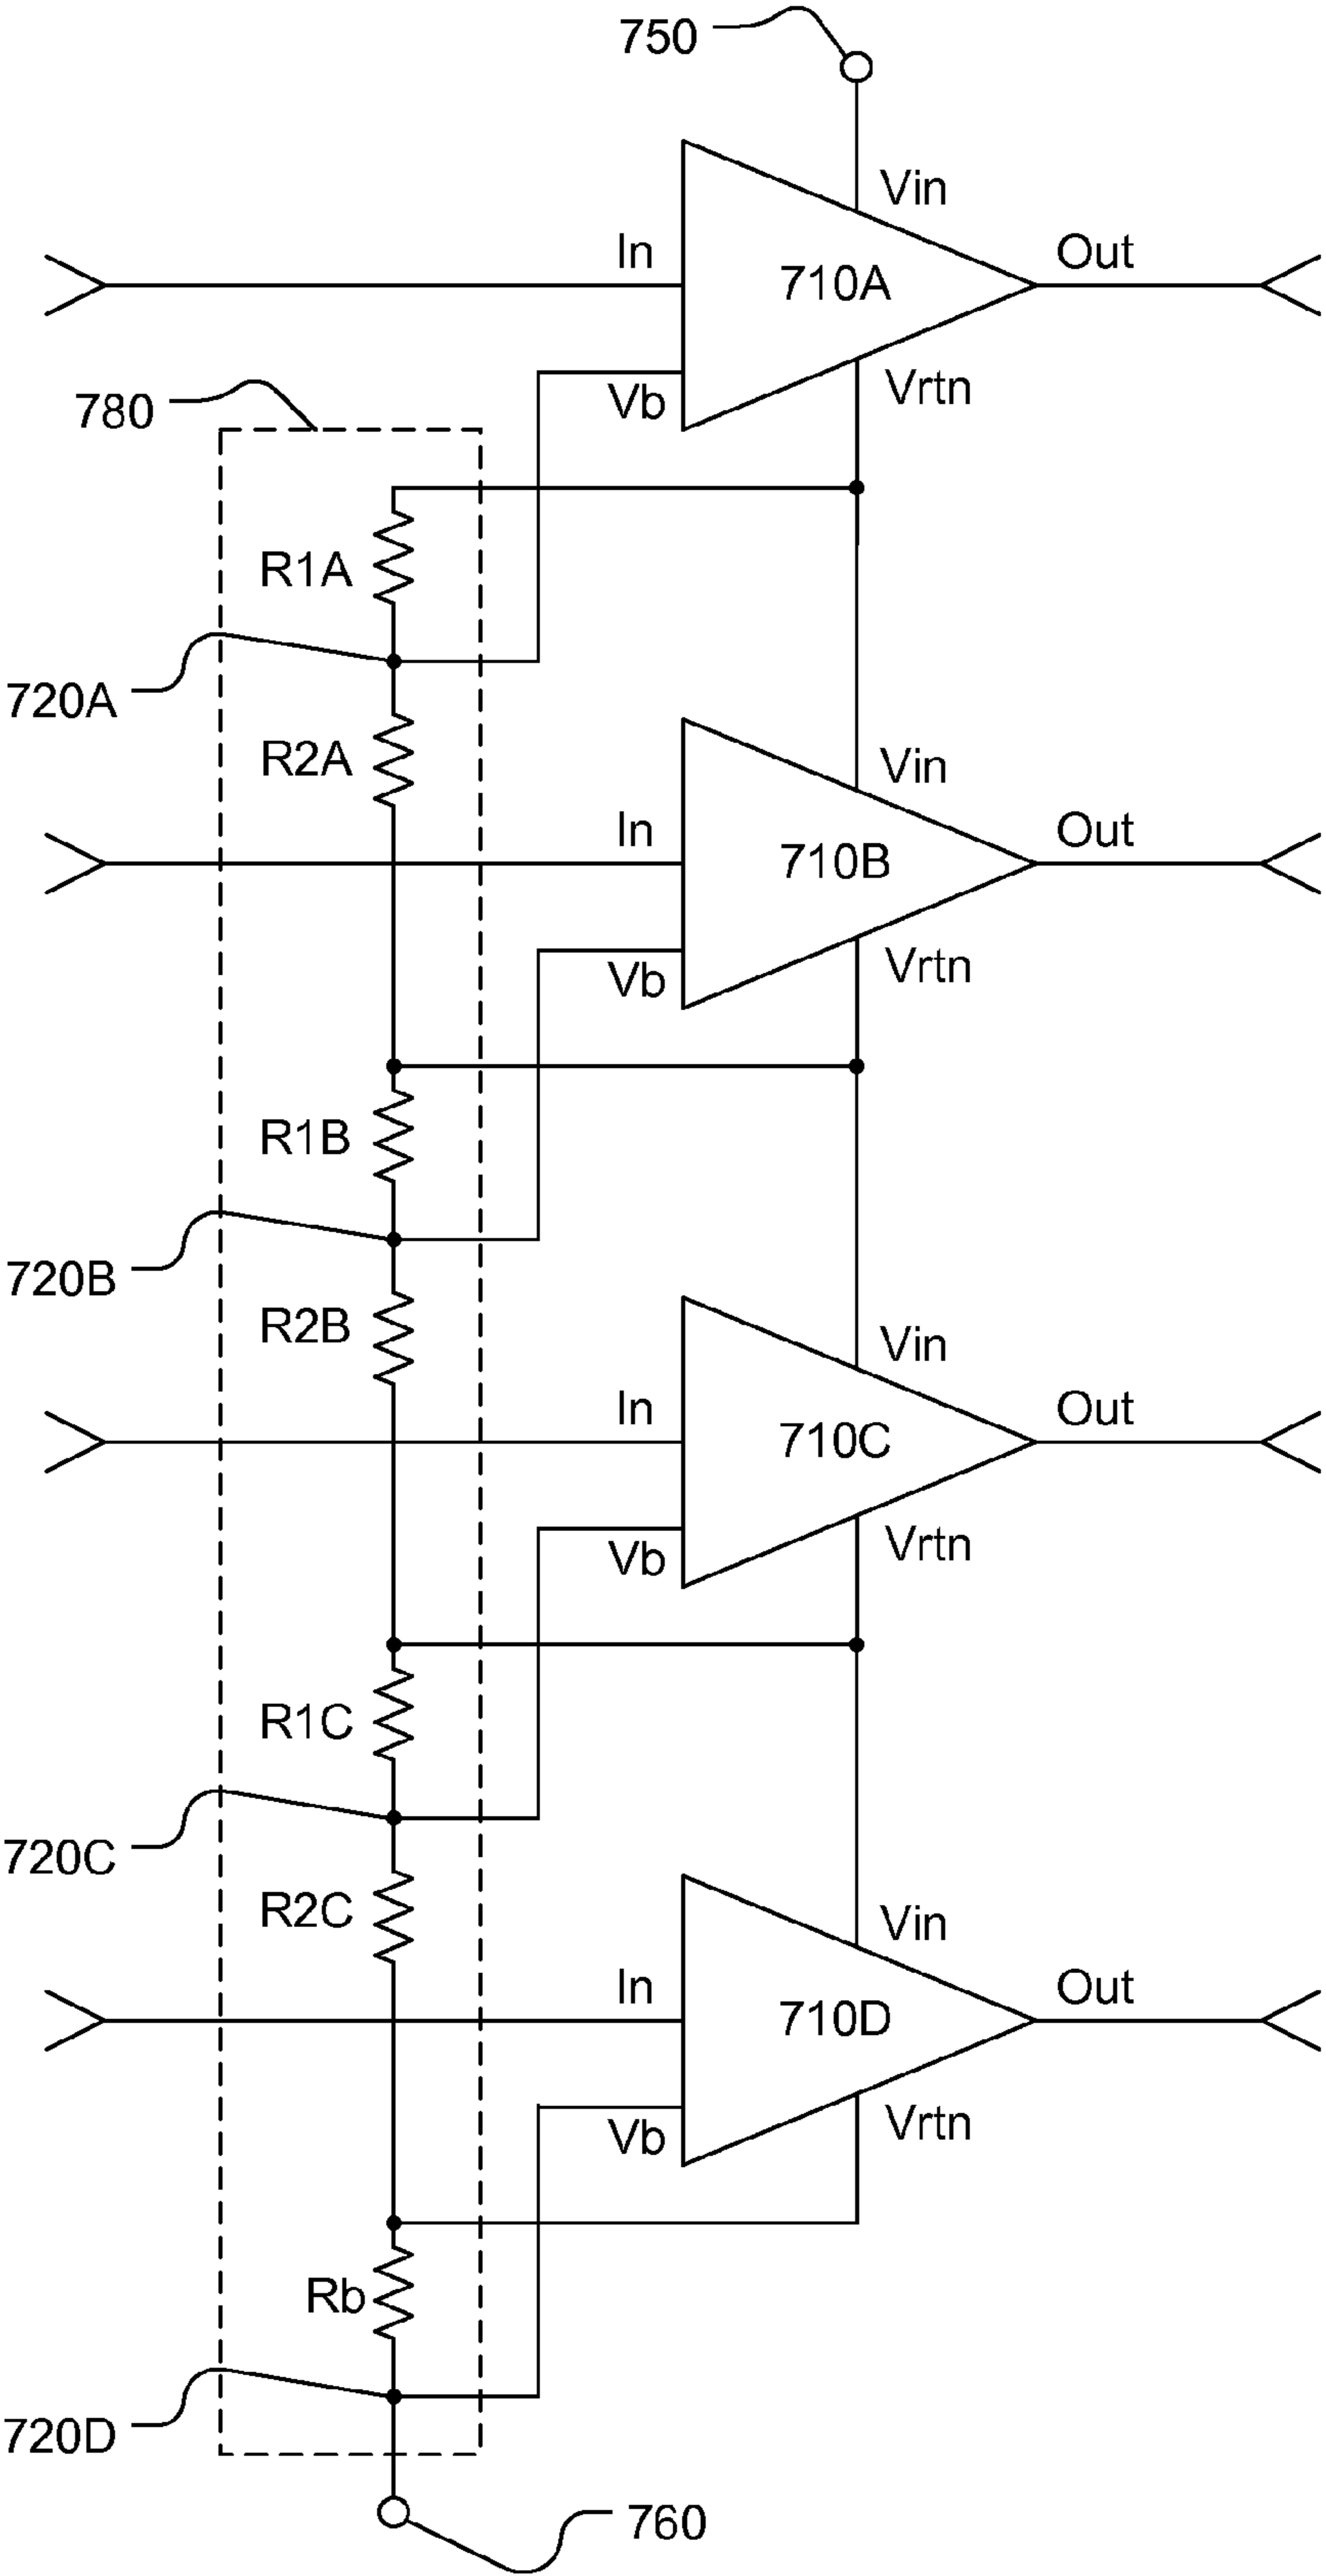 750
Vin
In
710A
Out
Vb
Vrtn
780
R1A
720A
R2A
Vin
In
710B
Out
Vb
Vrtn
R1B
720B
R2B
Vin
In
710C
Out
Vb
Vrtn
R1C
720C
R2C
Vin
In
710D
Out
Vb
Vrtn
Rb
720D
760